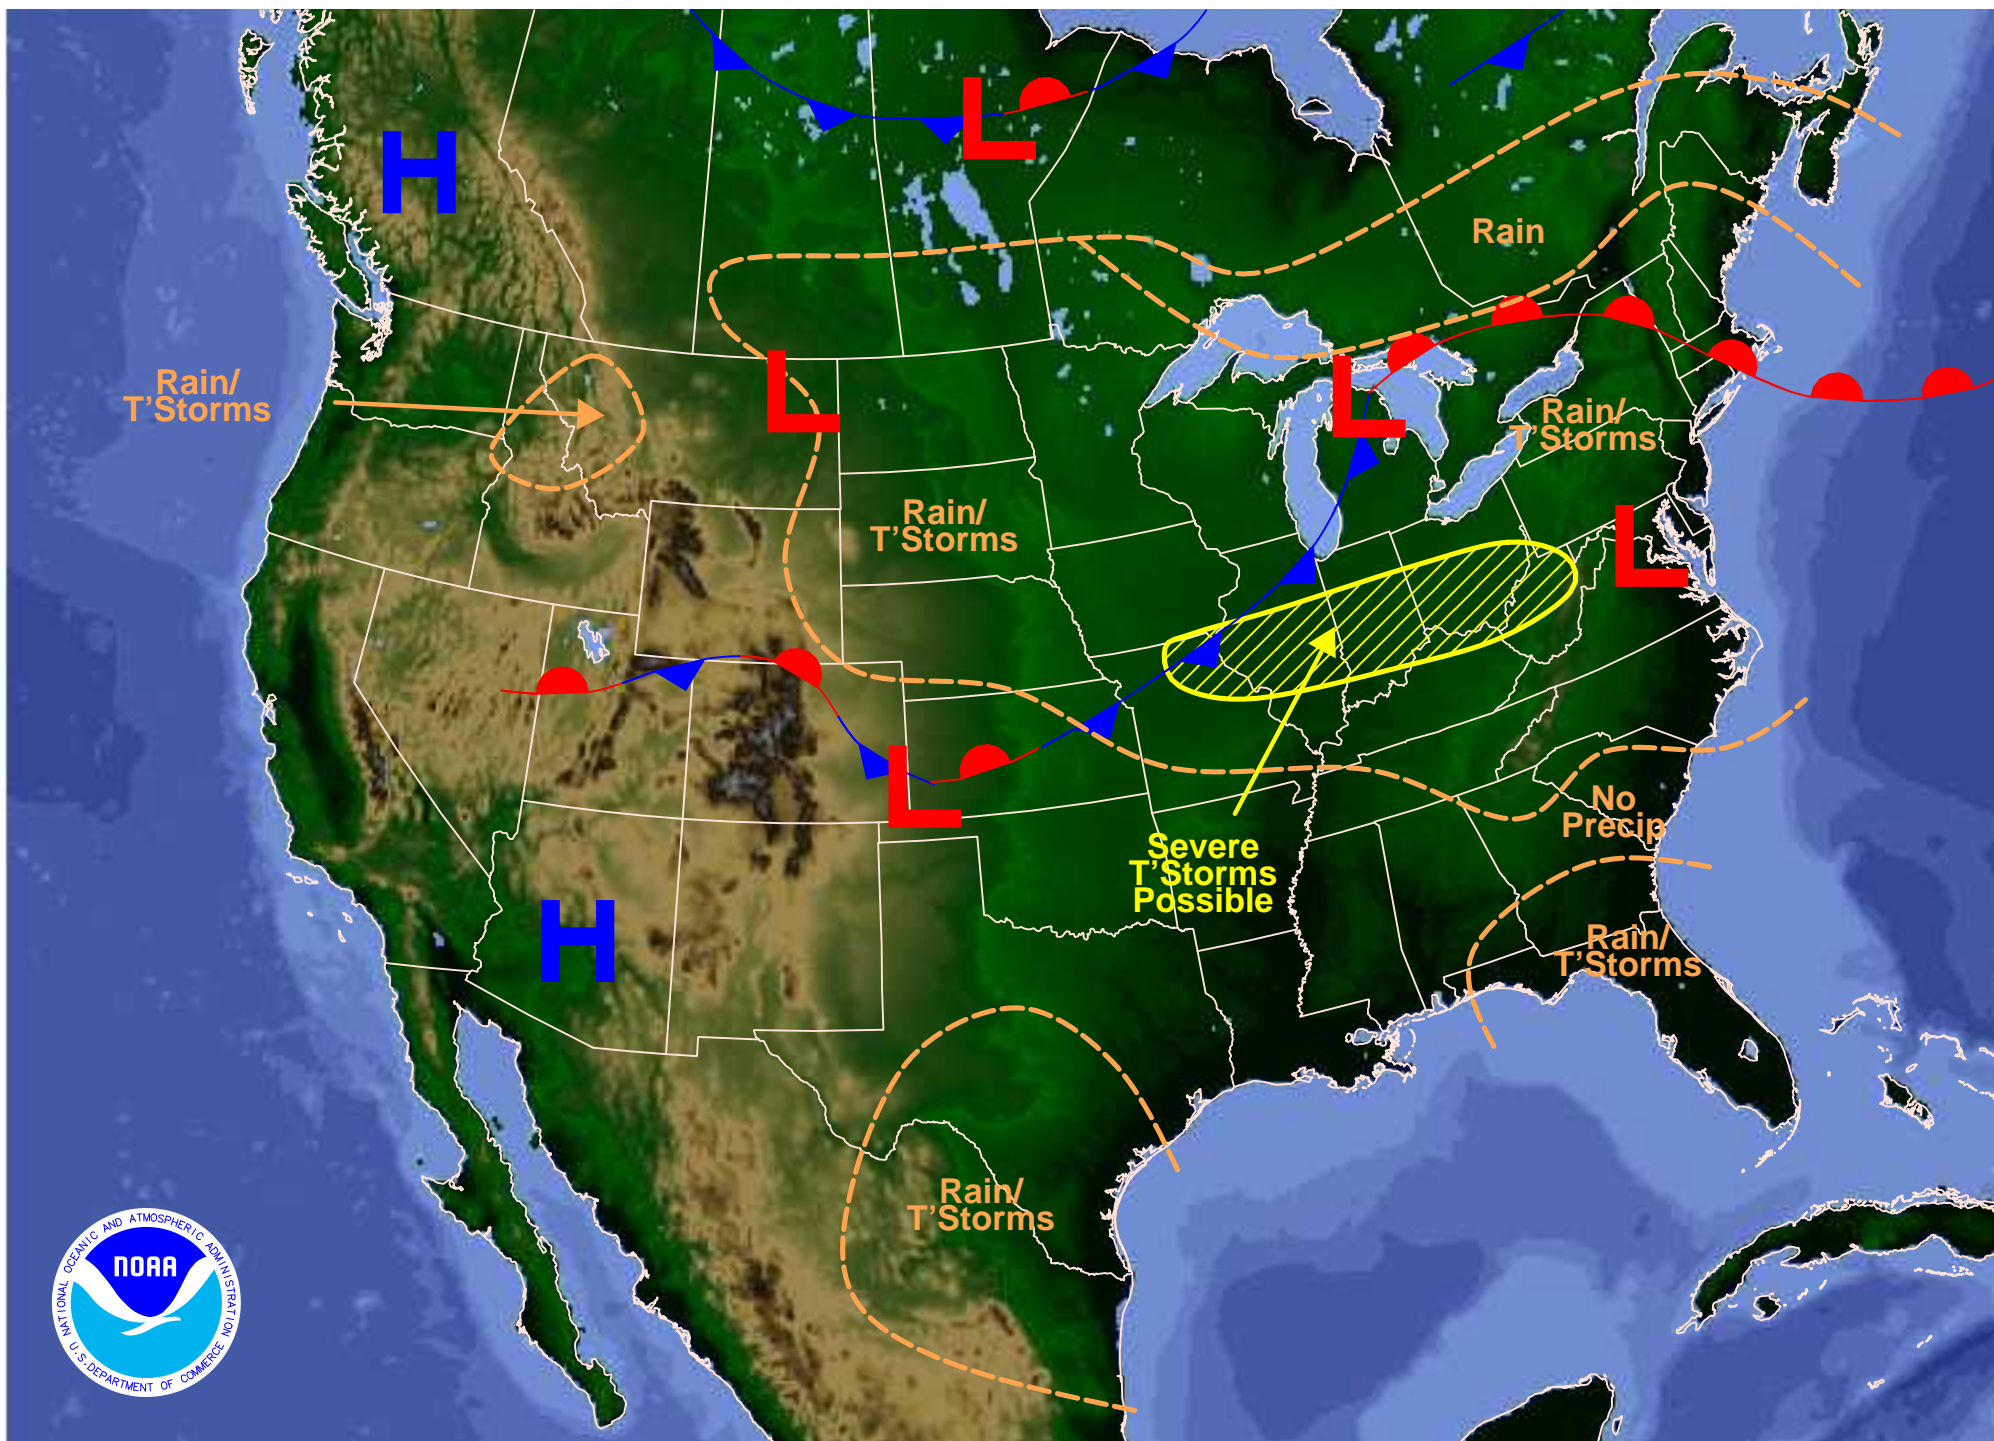 H
L
Rain
L
L
Rain/
T'Storms
Rain/
T'Storms
Rain/
T'Storms
L
L
No
Precip
Severe
T'Storms
Possible
H
Rain/
T'Storms
Rain/
T'Storms
NATIONAL OCEANIC AND ATMOSPHERIC ADMINISTRATION
NOAA
U.S. DEPARTMENT OF COMMERCE